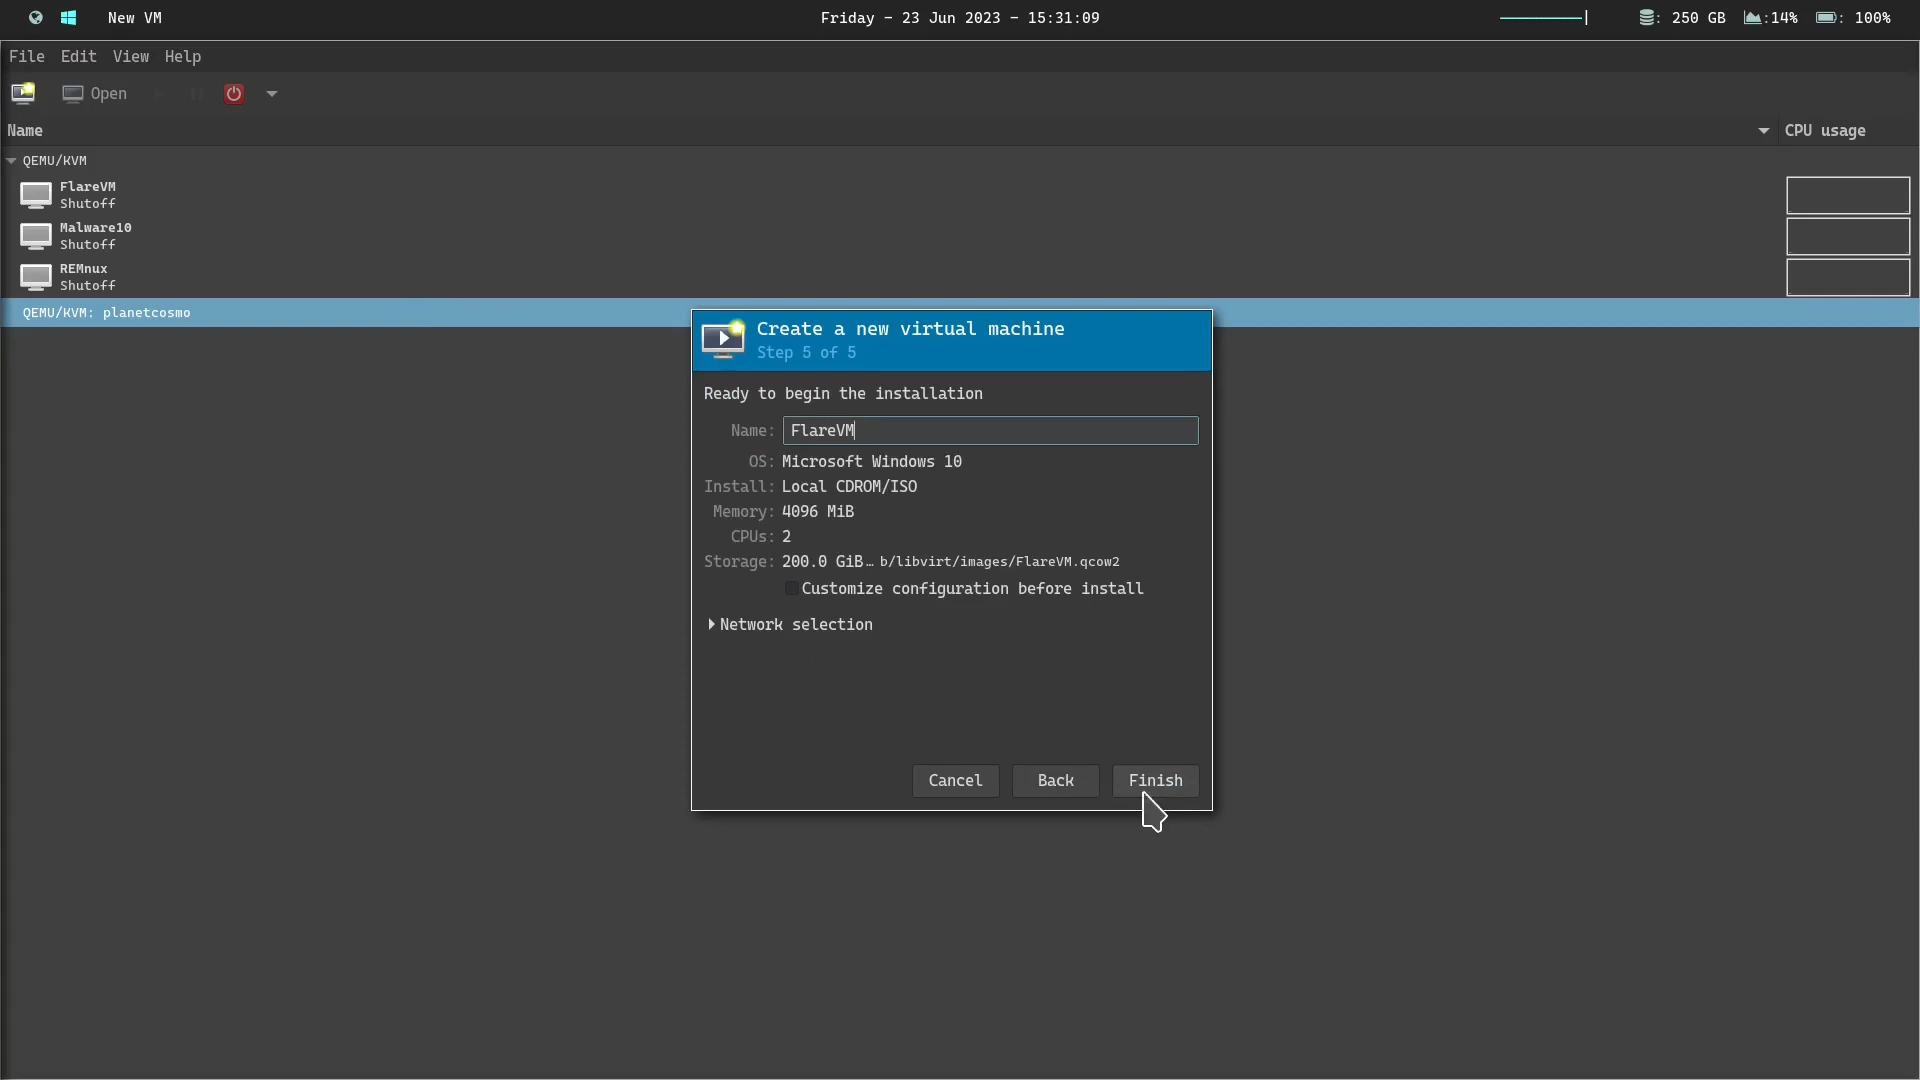 New VM
Friday - 23 Jun 2023 - 15:31:09
: 250 GB :14% : 100%
File Edit View Help
Open
Name CPU usage
QEMU/KVM
FlareVM
Shutoff
Malware10
Shutoff
REMnux
Shutoff
QEMU/KVM: planetcosmo
Create a new virtual machine
Step 5 of 5
Ready to begin the installation
Name: FlareVM
OS: Microsoft Windows 10
Install: Local CDROM/ISO
Memory: 4096 MiB
CPUs: 2
Storage: 200.0 GiB… b/libvirt/images/FlareVM.qcow2
Customize configuration before install
Network selection
Cancel Back Finish